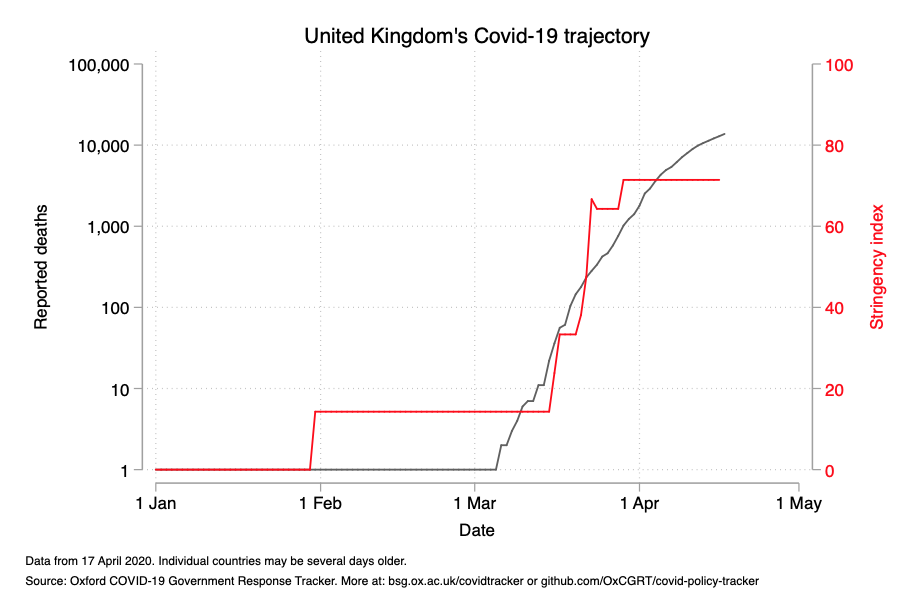 United Kingdom's Covid-19 trajectory
100,000
10,000
1,000
100
10
1
Reported deaths
100
80
60
40
20
0
Stringency index
1 Jan
1 Feb
1 Mar
1 Apr
1 May
Date
Data from 17 April 2020. Individual countries may be several days older.
Source: Oxford COVID-19 Government Response Tracker. More at: bsg.ox.ac.uk/covidtracker or github.com/OxCGRT/covid-policy-tracker